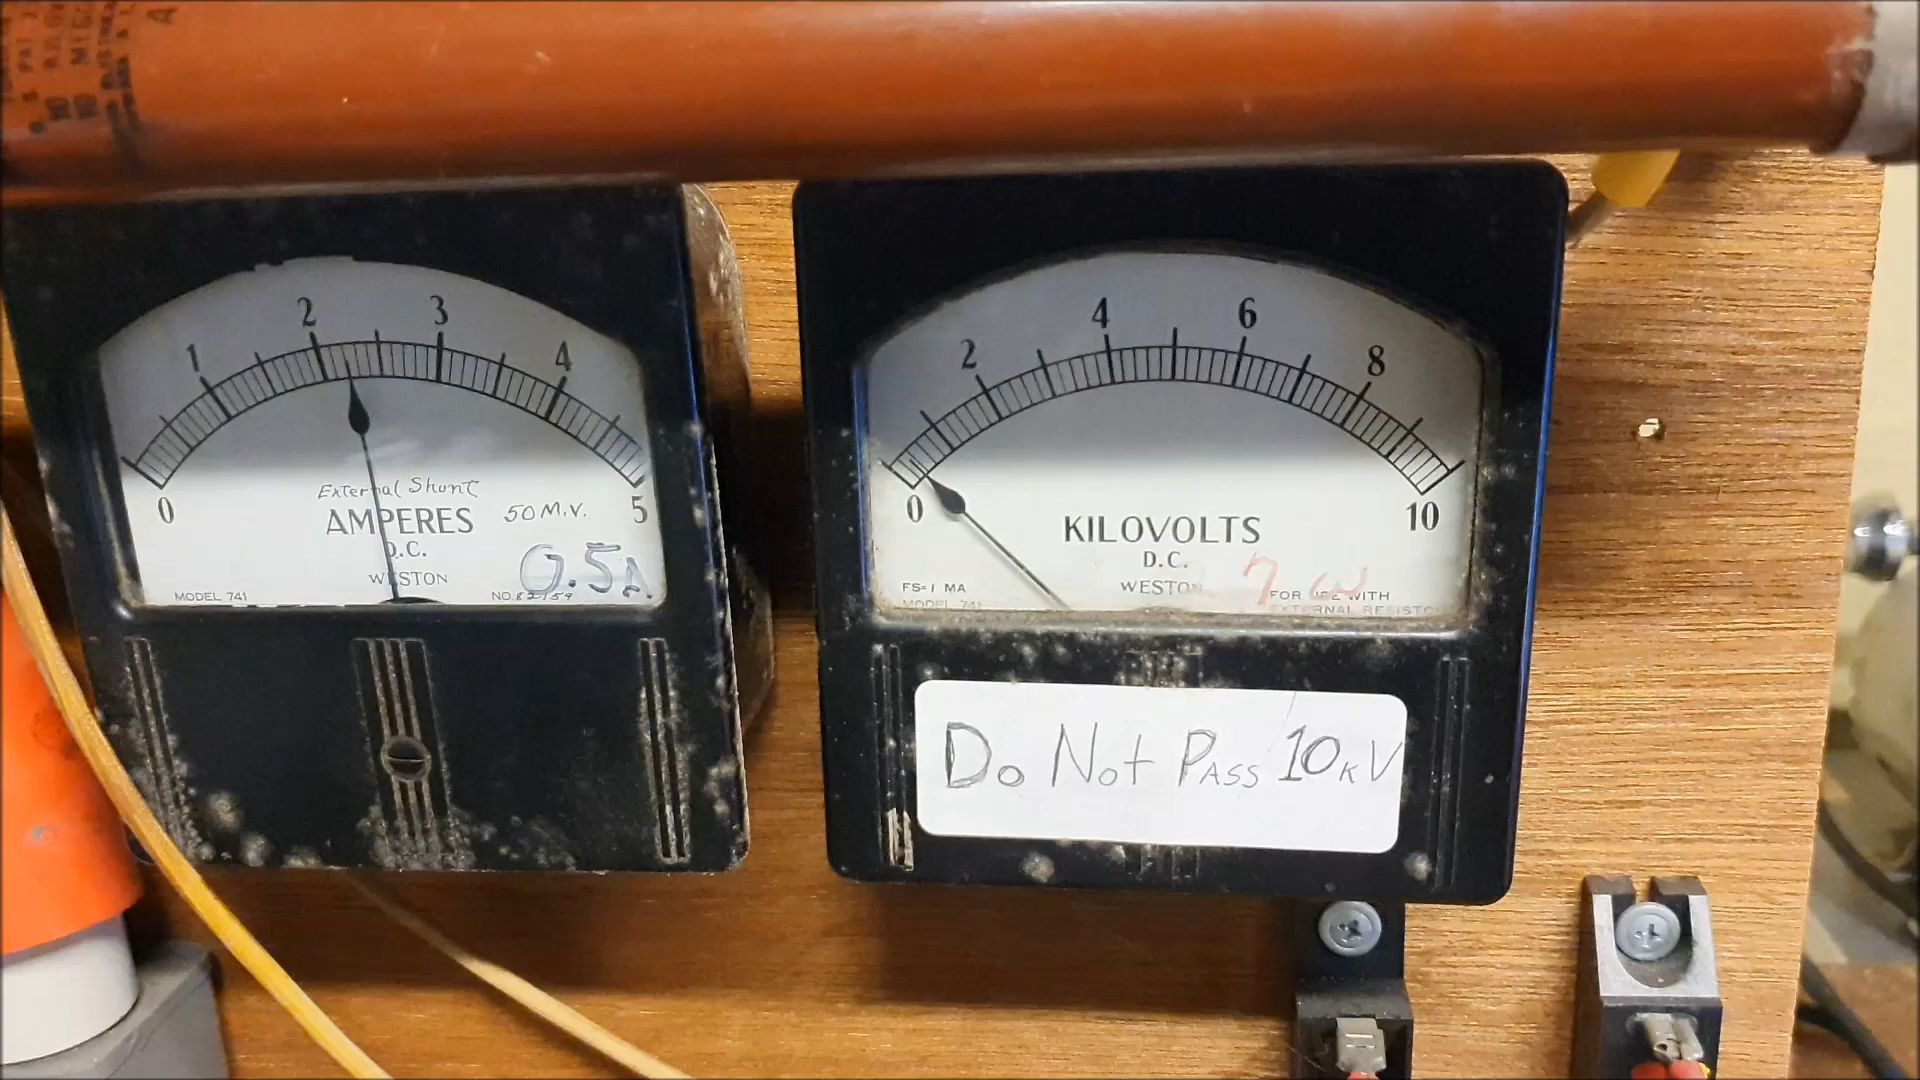 0 1 2 3 4 5
External Shunt
AMPERES 50 M.V.
D.C.
0.5A
WESTON
MODEL 741
NO.
0 2 4 6 8 10
KILOVOLTS
D.C.
WESTON
FS=1 MA
MODEL 741
FOR USE WITH
EXTERNAL RESISTOR
Do Not Pass 10kV